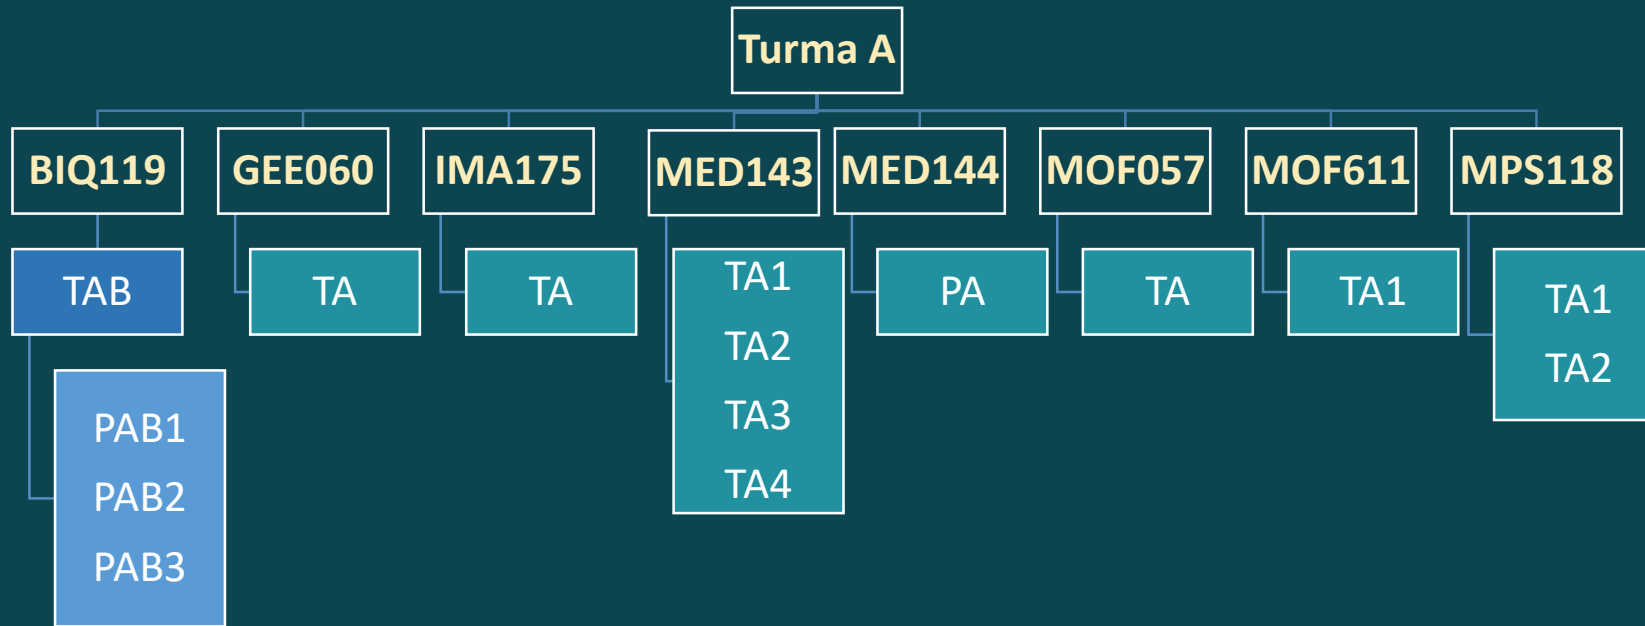 Turma A
BIQ119
GEE060
IMA175
MED143
MED144
MOF057
MOF611
MPS118
TAB
TA
TA
TA1
TA2
TA3
TA4
PA
TA
TA1
TA1
TA2
PAB1
PAB2
PAB3